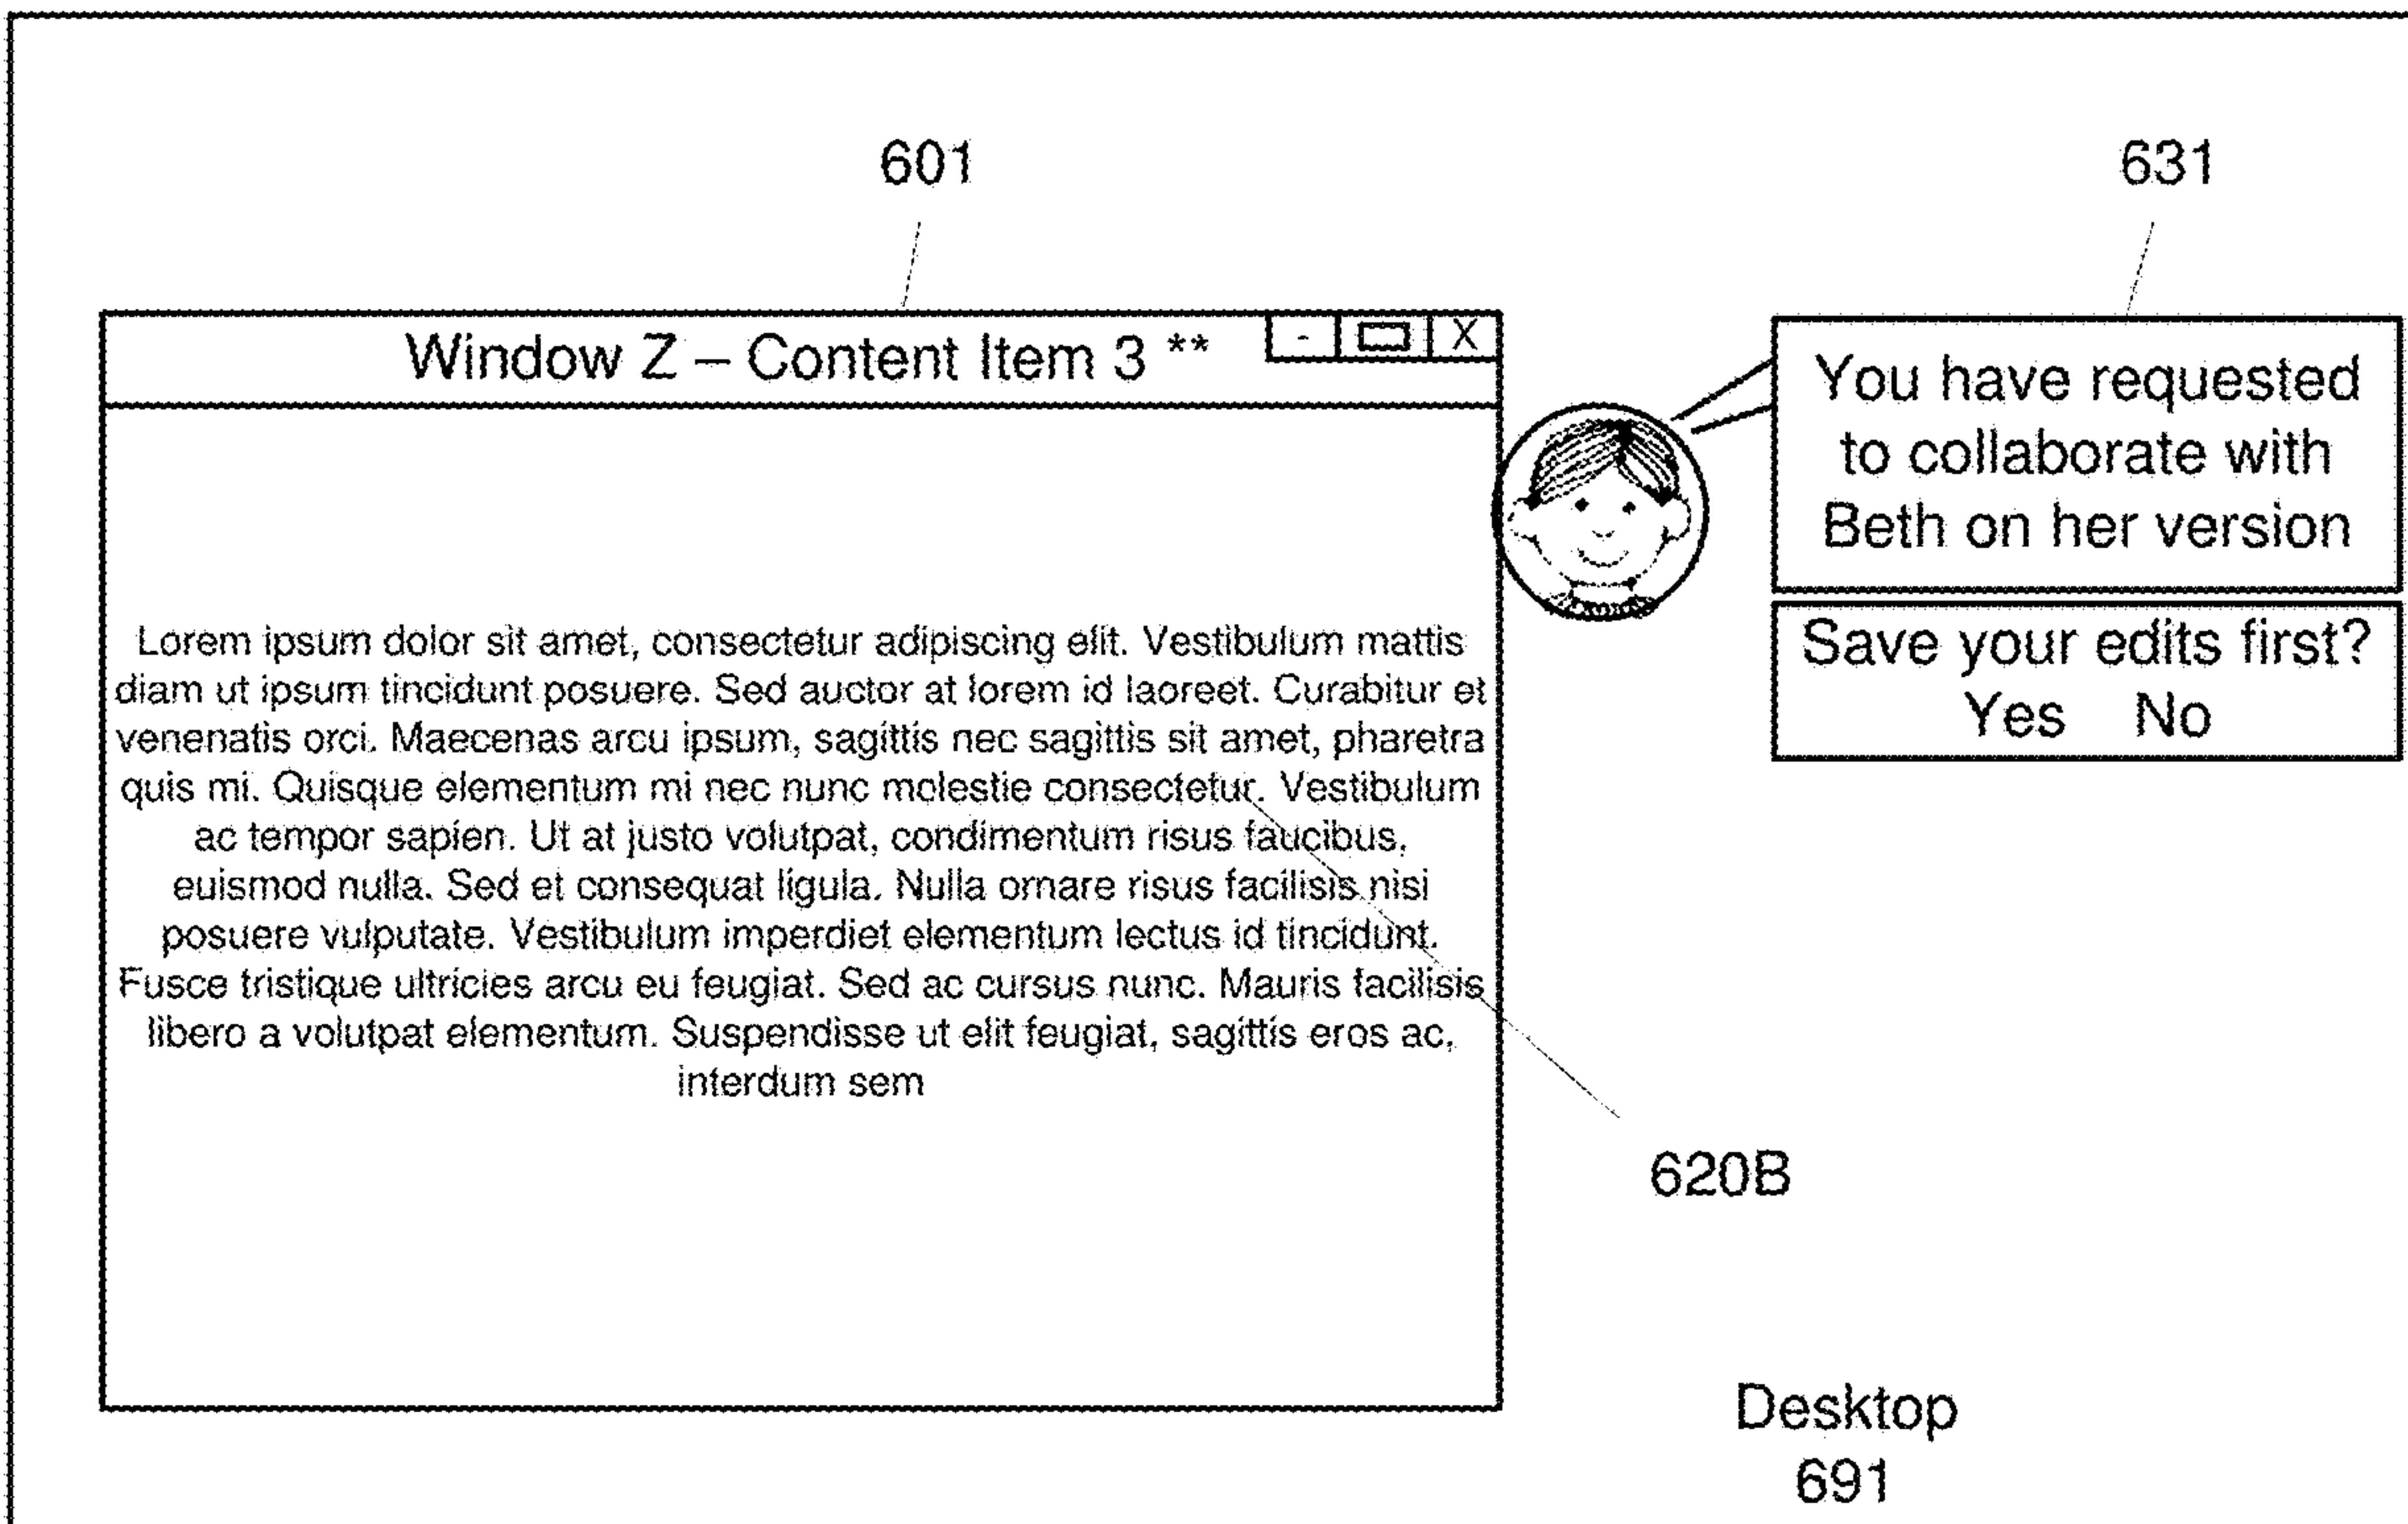 601
631
Window Z – Content Item 3 **
- X
You have requested
to collaborate with
Beth on her version
Save your edits first?
Yes No
Lorem ipsum dolor sit amet, consectetur adipiscing elit. Vestibulum mattis
diam ut ipsum tincidunt posuere. Sed auctor at lorem id laoreet. Curabitur et
venenatis orci. Maecenas arcu ipsum, sagittis nec sagittis sit amet, pharetra
quis mi. Quisque elementum mi nec nunc molestie consectetur. Vestibulum
ac tempor sapien. Ut at justo volutpat, condimentum risus faucibus,
euismod nulla. Sed et consequat ligula. Nulla ornare risus facilisis nisi
posuere vulputate. Vestibulum imperdiet elementum lectus id tincidunt.
Fusce tristique ultricies arcu eu feugiat. Sed ac cursus nunc. Mauris facilisis
libero a volutpat elementum. Suspendisse ut elit feugiat, sagittis eros ac,
interdum sem
620B
Desktop
691